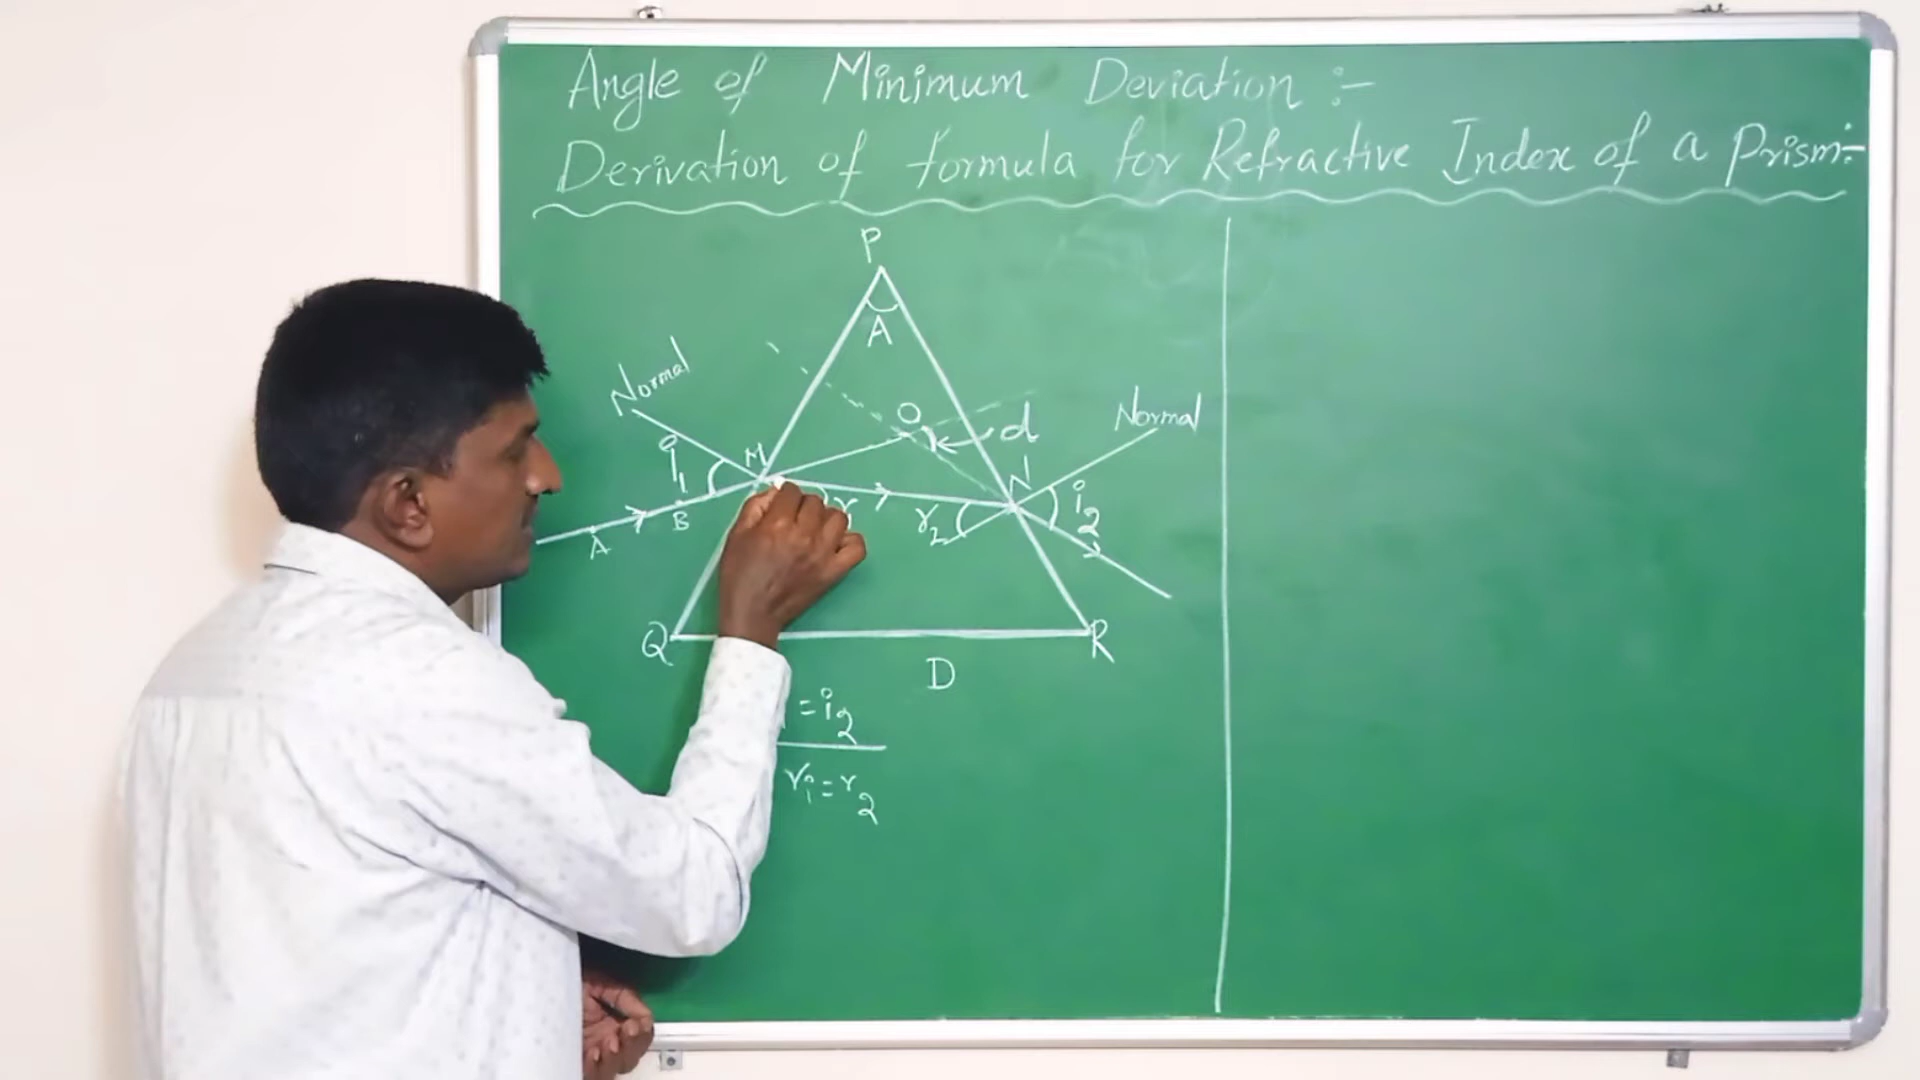 Angle of Minimum Deviation :-
Derivation of formula for Refractive Index of a Prism:-
P
A
Normal
O
d
Normal
i1
M
N
i2
A
B
r
r2
Q
R
D
= i2
r1 = r2